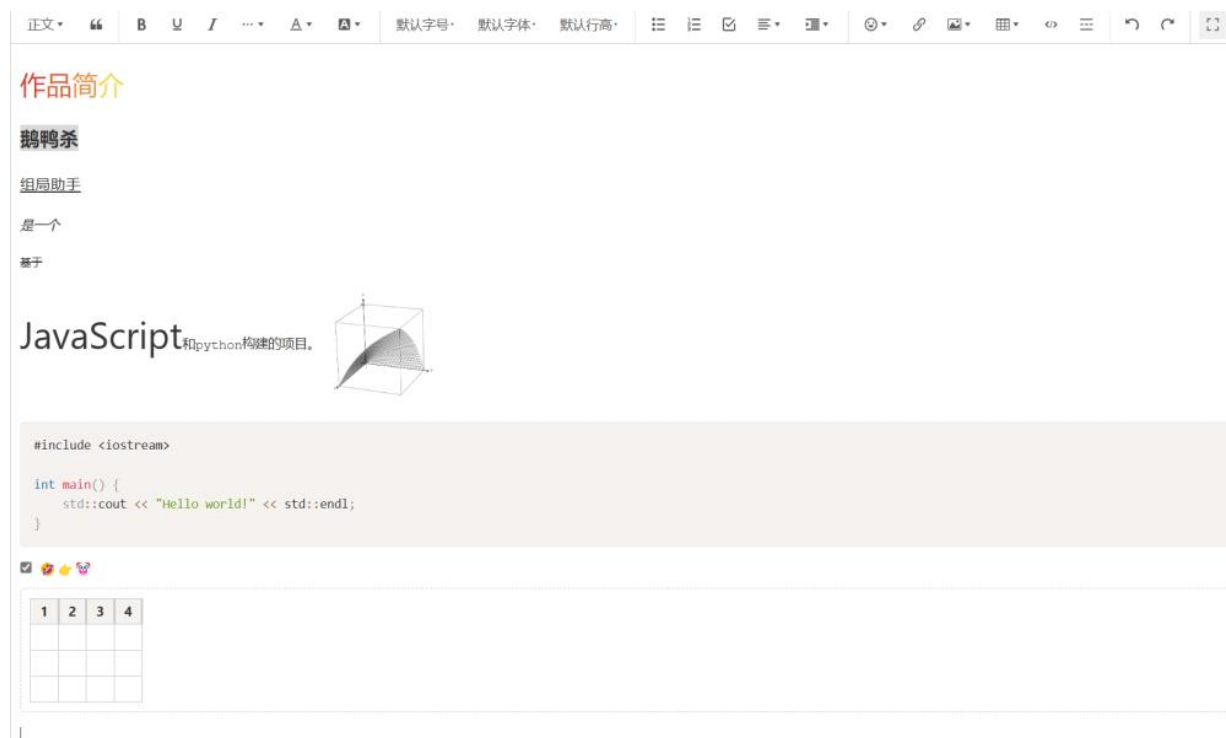 正文 B U I ... A A 默认字号 默认字体 默认行高
作品简介
鹅鸭杀
组局助手
是一个
基于
JavaScript和python构建的项目。
#include <iostream>
int main() {
    std::cout << "Hello world!" << std::endl;
}
1 2 3 4